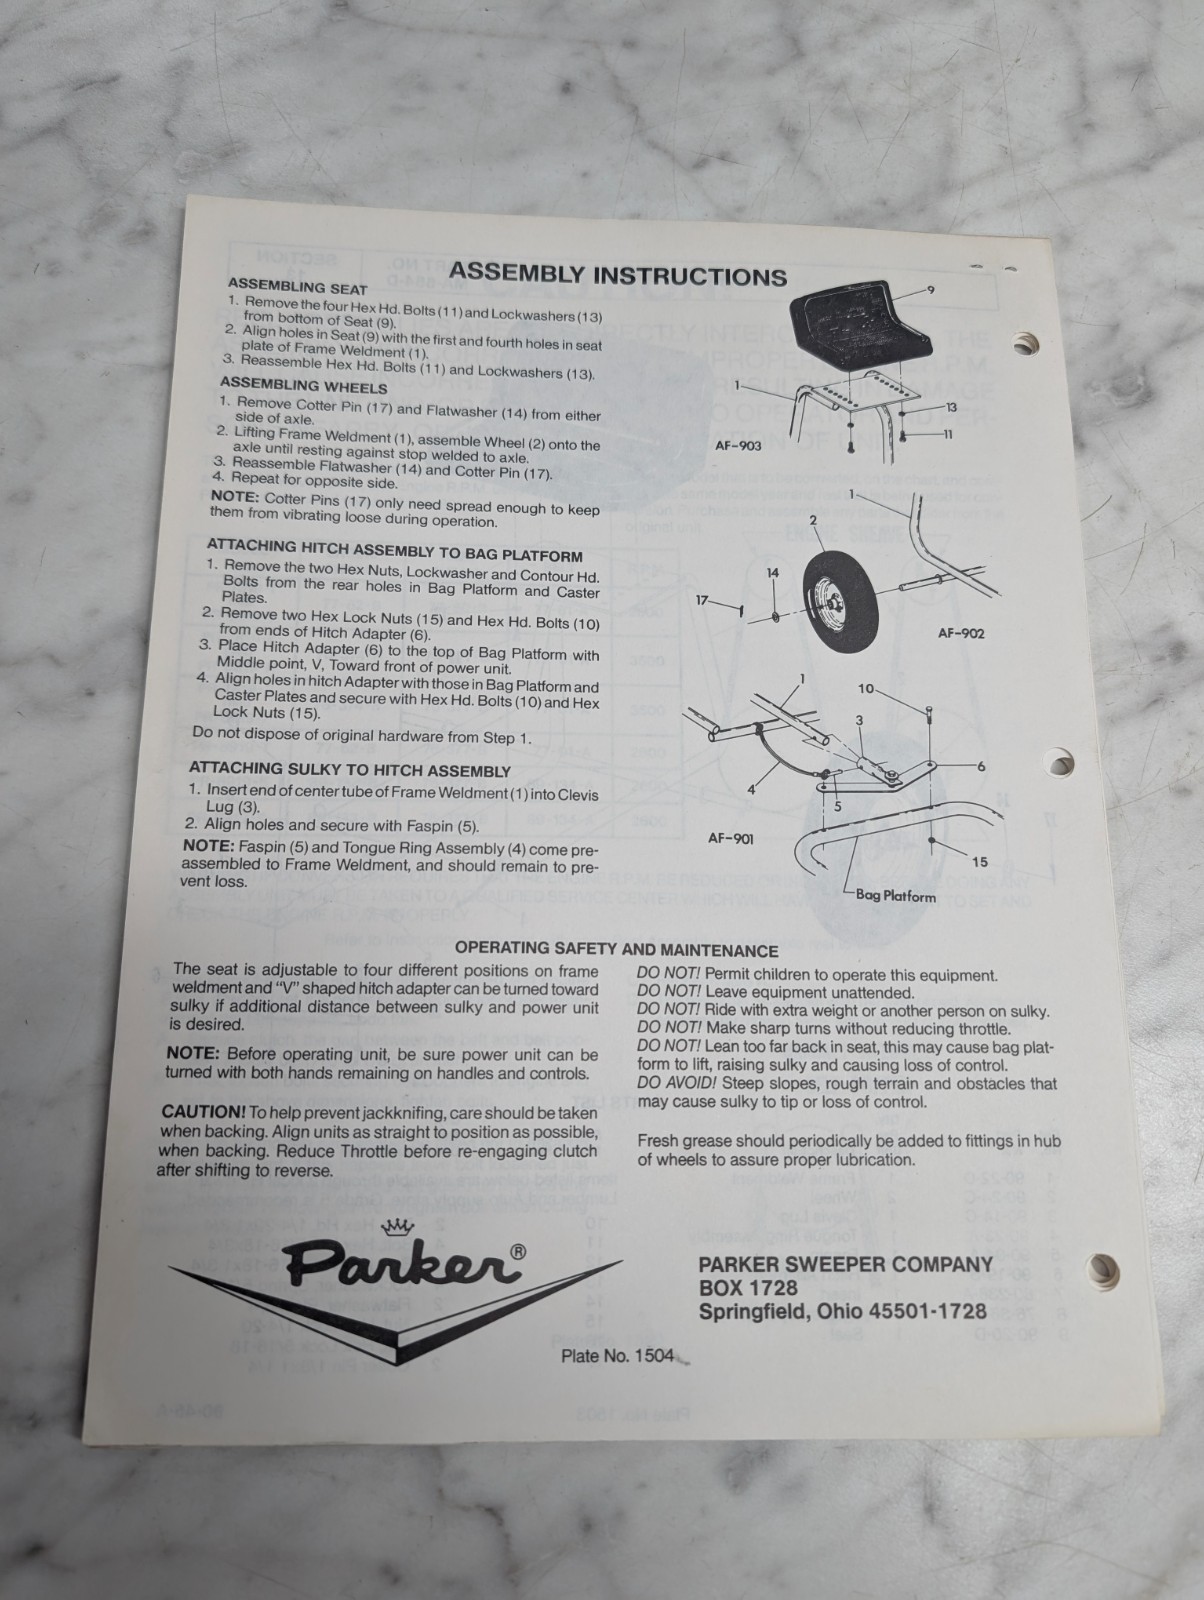 ASSEMBLY INSTRUCTIONS
ASSEMBLING SEAT
1. Remove the four Hex Hd. Bolts (11) and Lockwashers (13)
from bottom of Seat (9).
2. Align holes in Seat (9) with the first and fourth holes in seat
plate of Frame Weldment (1).
3. Reassemble Hex Hd. Bolts (11) and Lockwashers (13).
ASSEMBLING WHEELS
1. Remove Cotter Pin (17) and Flatwasher (14) from either
side of axle.
2. Lifting Frame Weldment (1), assemble Wheel (2) onto the
axle until resting against stop welded to axle.
3. Reassemble Flatwasher (14) and Cotter Pin (17).
4. Repeat for opposite side.
NOTE: Cotter Pins (17) only need spread enough to keep
them from vibrating loose during operation.
ATTACHING HITCH ASSEMBLY TO BAG PLATFORM
1. Remove the two Hex Nuts, Lockwasher and Contour Hd.
Bolts from the rear holes in Bag Platform and Caster
Plates.
2. Remove two Hex Lock Nuts (15) and Hex Hd. Bolts (10)
from ends of Hitch Adapter (6).
3. Place Hitch Adapter (6) to the top of Bag Platform with
Middle point, V, Toward front of power unit.
4. Align holes in hitch Adapter with those in Bag Platform and
Caster Plates and secure with Hex Hd. Bolts (10) and Hex
Lock Nuts (15).
Do not dispose of original hardware from Step 1.
ATTACHING SULKY TO HITCH ASSEMBLY
1. Insert end of center tube of Frame Weldment (1) into Clevis
Lug (3).
2. Align holes and secure with Faspin (5).
NOTE: Faspin (5) and Tongue Ring Assembly (4) come pre-
assembled to Frame Weldment, and should remain to pre-
vent loss.
9
1
13
11
AF-903
1
2
14
17
AF-902
1
10
3
6
4
5
AF-901
15
Bag Platform
OPERATING SAFETY AND MAINTENANCE
The seat is adjustable to four different positions on frame
weldment and "V" shaped hitch adapter can be turned toward
sulky if additional distance between sulky and power unit
is desired.
NOTE: Before operating unit, be sure power unit can be
turned with both hands remaining on handles and controls.
CAUTION! To help prevent jackknifing, care should be taken
when backing. Align units as straight to position as possible,
when backing. Reduce Throttle before re-engaging clutch
after shifting to reverse.
DO NOT! Permit children to operate this equipment.
DO NOT! Leave equipment unattended.
DO NOT! Ride with extra weight or another person on sulky.
DO NOT! Make sharp turns without reducing throttle.
DO NOT! Lean too far back in seat, this may cause bag plat-
form to lift, raising sulky and causing loss of control.
DO AVOID! Steep slopes, rough terrain and obstacles that
may cause sulky to tip or loss of control.
Fresh grease should periodically be added to fittings in hub
of wheels to assure proper lubrication.
Parker®
PARKER SWEEPER COMPANY
BOX 1728
Springfield, Ohio 45501-1728
Plate No. 1504